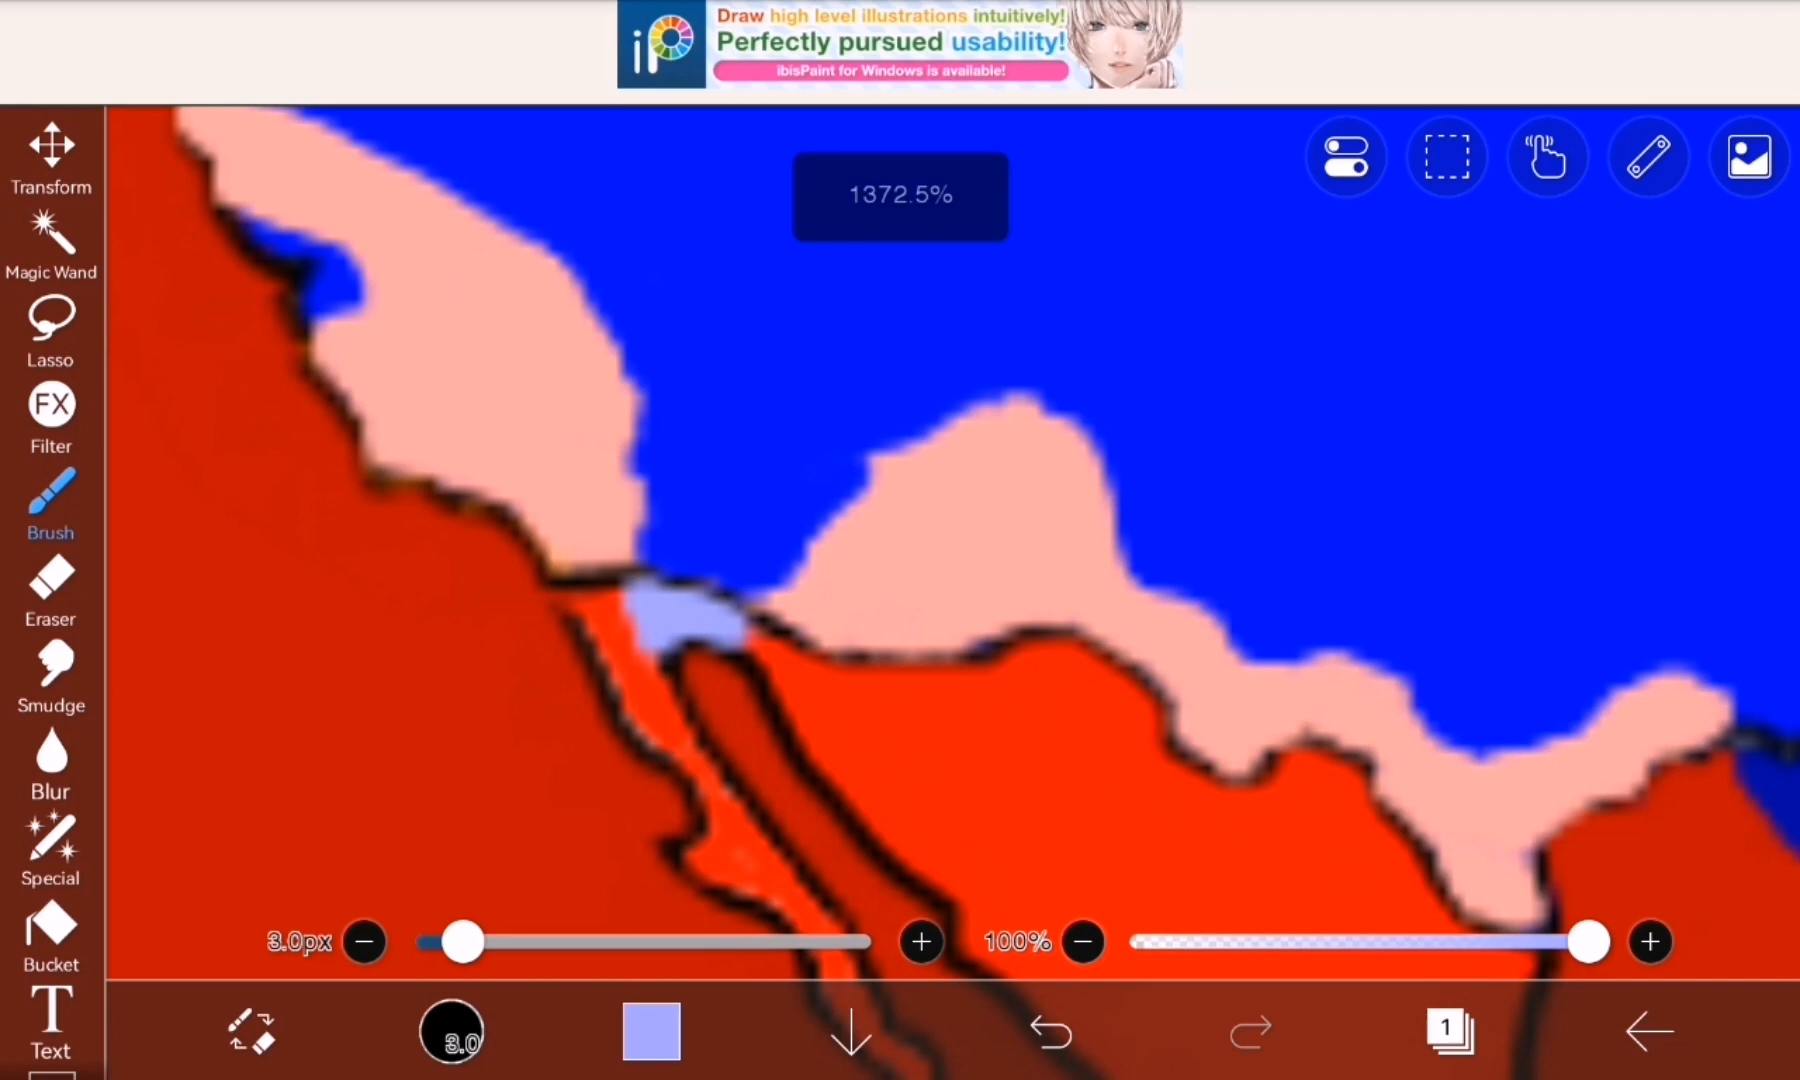 iP
Draw high level illustrations intuitively!
Perfectly pursued usability!
ibisPaint for Windows is available!
1372.5%
Transform
Magic Wand
Lasso
FX
Filter
Brush
Eraser
Smudge
Blur
Special
Bucket
T
Text
3.0px
100%
3.0
1